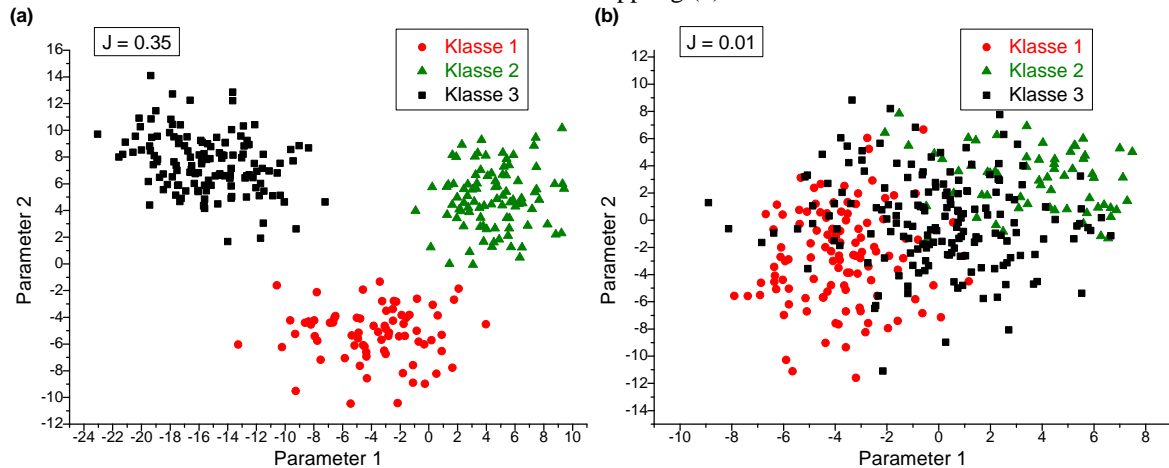 pping (
(a)
J = 0.35
Klasse 1
Klasse 2
Klasse 3
Parameter 2
16
14
12
10
8
6
4
2
0
-2
-4
-6
-8
-10
-12
-24 -22 -20 -18 -16 -14 -12 -10 -8 -6 -4 -2 0 2 4 6 8 10
Parameter 1
(b)
J = 0.01
Klasse 1
Klasse 2
Klasse 3
Parameter 2
12
10
8
6
4
2
0
-2
-4
-6
-8
-10
-12
-14
-10 -8 -6 -4 -2 0 2 4 6 8
Parameter 1